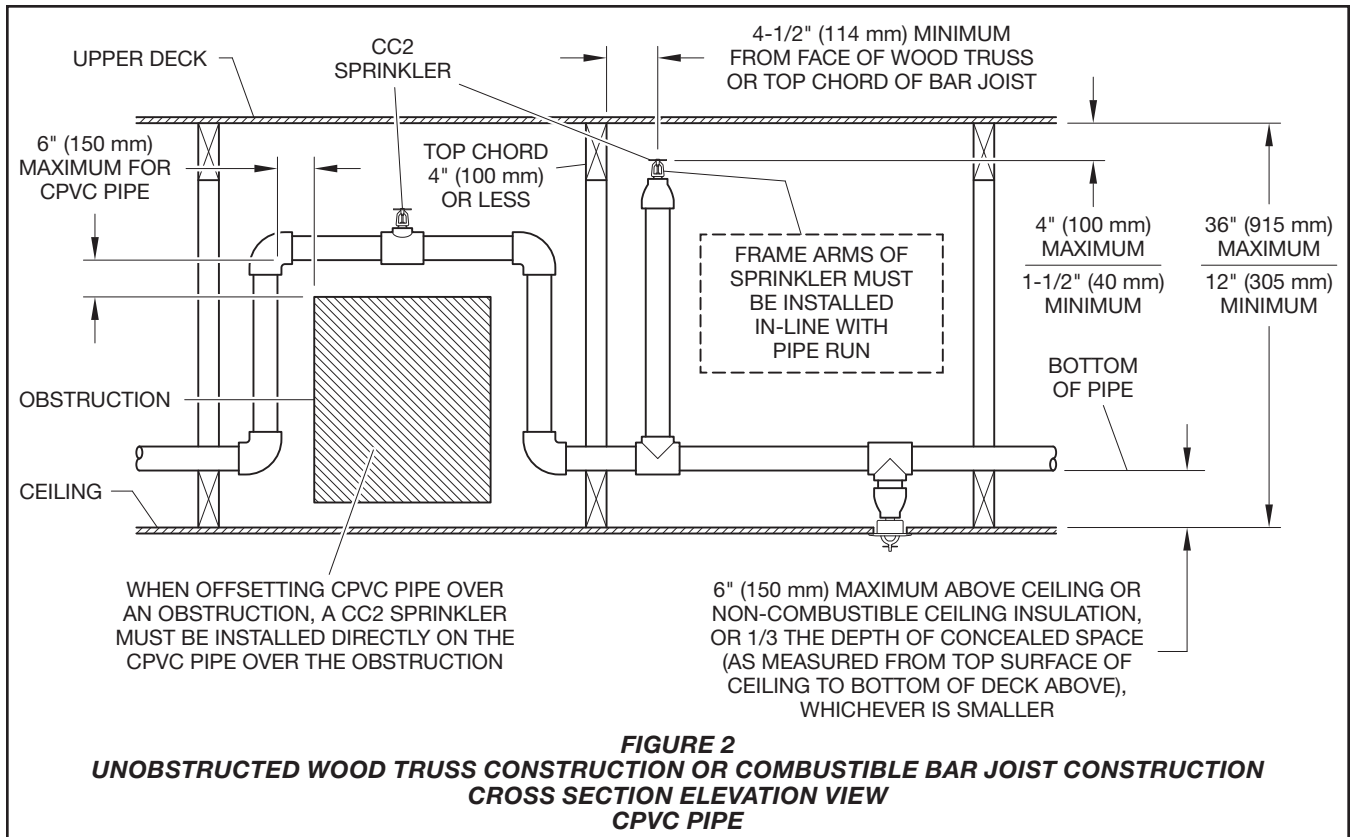 UPPER DECK
CC2
SPRINKLER
4-1/2" (114 mm) MINIMUM
FROM FACE OF WOOD TRUSS
OR TOP CHORD OF BAR JOIST
6" (150 mm)
MAXIMUM FOR
CPVC PIPE
TOP CHORD
4" (100 mm)
OR LESS
FRAME ARMS OF
SPRINKLER MUST
BE INSTALLED
IN-LINE WITH
PIPE RUN
4" (100 mm)
MAXIMUM
1-1/2" (40 mm)
MINIMUM
36" (915 mm)
MAXIMUM
12" (305 mm)
MINIMUM
BOTTOM
OF PIPE
OBSTRUCTION
CEILING
WHEN OFFSETTING CPVC PIPE OVER
AN OBSTRUCTION, A CC2 SPRINKLER
MUST BE INSTALLED DIRECTLY ON THE
CPVC PIPE OVER THE OBSTRUCTION
6" (150 mm) MAXIMUM ABOVE CEILING OR
NON-COMBUSTIBLE CEILING INSULATION,
OR 1/3 THE DEPTH OF CONCEALED SPACE
(AS MEASURED FROM TOP SURFACE OF
CEILING TO BOTTOM OF DECK ABOVE),
WHICHEVER IS SMALLER
FIGURE 2
UNOBSTRUCTED WOOD TRUSS CONSTRUCTION OR COMBUSTIBLE BAR JOIST CONSTRUCTION
CROSS SECTION ELEVATION VIEW
CPVC PIPE